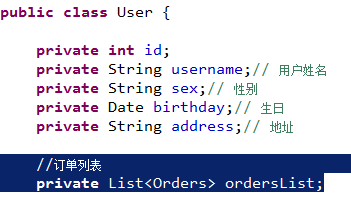 public class User {
private int id;
private String username;// 用户姓名
private String sex;// 性别
private Date birthday;// 生日
private String address;// 地址
//订单列表
private List<Orders> ordersList;